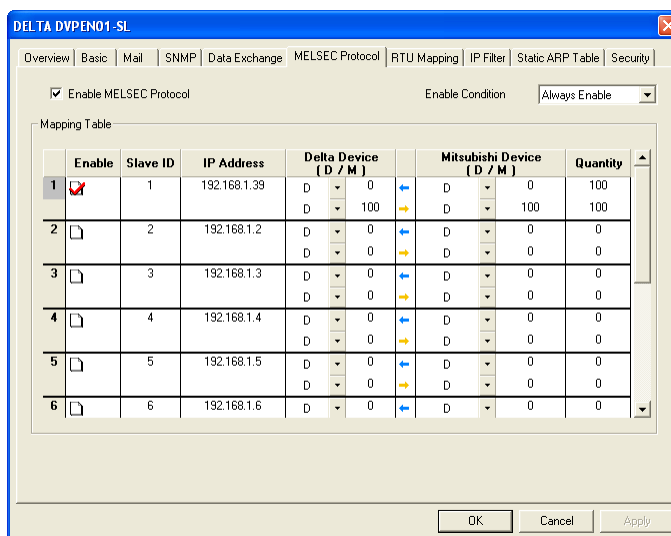 DELTA DVPEN01-SL
Overview Basic Mail SNMP Data Exchange MELSEC Protocol RTU Mapping IP Filter Static ARP Table Security
Enable MELSEC Protocol Enable Condition Always Enable
Mapping Table
Enable Slave ID IP Address Delta Device ( D / M ) Mitsubishi Device ( D / M ) Quantity
1 1 192.168.1.39 D 0 D 0 100
D 100 D 100 100
2 2 192.168.1.2 D 0 D 0 0
D 0 D 0 0
3 3 192.168.1.3 D 0 D 0 0
D 0 D 0 0
4 4 192.168.1.4 D 0 D 0 0
D 0 D 0 0
5 5 192.168.1.5 D 0 D 0 0
D 0 D 0 0
6 6 192.168.1.6 D 0 D 0 0
OK Cancel Apply